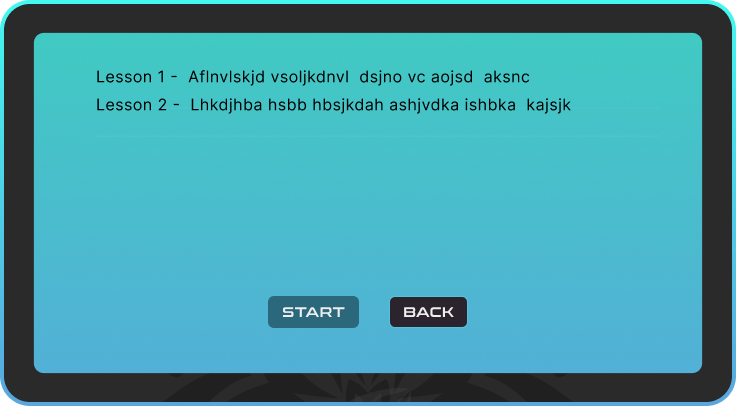 Lesson 1 -  Aflnvlskjd vsoljkdnvl  dsjno vc aojsd  aksnc
Lesson 2 -  Lhkdjhba hsbb hbsjkdah ashjvdka ishbka  kajsjk
START BACK